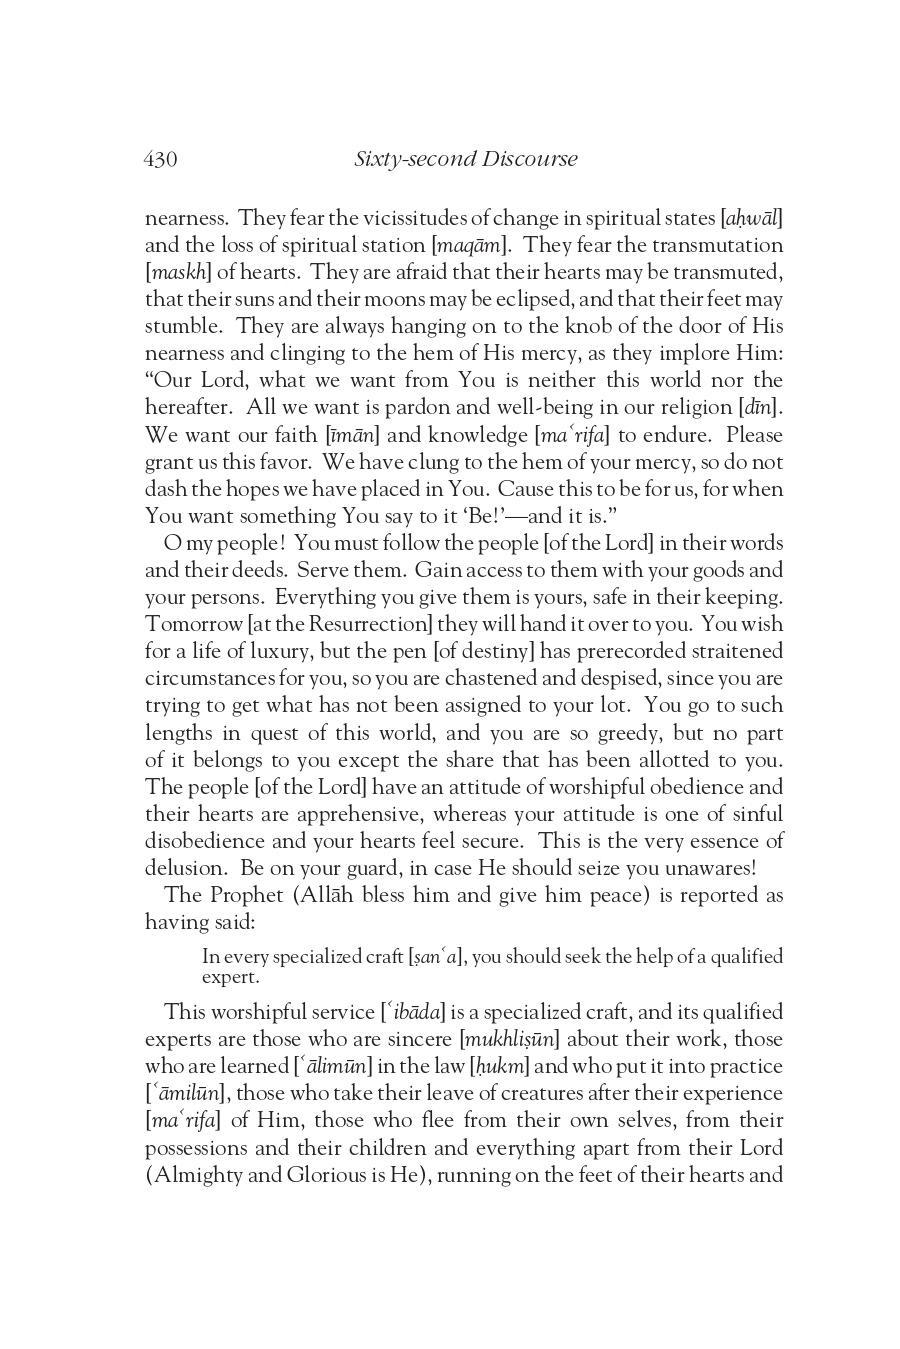 430 Sixty-second Discourse
nearness. They fear the vicissitudes of change in spiritual states [aḥwāl]
and the loss of spiritual station [maqām]. They fear the transmutation
[maskh] of hearts. They are afraid that their hearts may be transmuted,
that their suns and their moons may be eclipsed, and that their feet may
stumble. They are always hanging on to the knob of the door of His
nearness and clinging to the hem of His mercy, as they implore Him:
“Our Lord, what we want from You is neither this world nor the
hereafter. All we want is pardon and well-being in our religion [dīn].
We want our faith [īmān] and knowledge [maʿrifa] to endure. Please
grant us this favor. We have clung to the hem of your mercy, so do not
dash the hopes we have placed in You. Cause this to be for us, for when
You want something You say to it ‘Be!’—and it is.”
O my people! You must follow the people [of the Lord] in their words
and their deeds. Serve them. Gain access to them with your goods and
your persons. Everything you give them is yours, safe in their keeping.
Tomorrow [at the Resurrection] they will hand it over to you. You wish
for a life of luxury, but the pen [of destiny] has prerecorded straitened
circumstances for you, so you are chastened and despised, since you are
trying to get what has not been assigned to your lot. You go to such
lengths in quest of this world, and you are so greedy, but no part
of it belongs to you except the share that has been allotted to you.
The people [of the Lord] have an attitude of worshipful obedience and
their hearts are apprehensive, whereas your attitude is one of sinful
disobedience and your hearts feel secure. This is the very essence of
delusion. Be on your guard, in case He should seize you unawares!
The Prophet (Allāh bless him and give him peace) is reported as
having said:
In every specialized craft [ṣanʿa], you should seek the help of a qualified
expert.
This worshipful service [ʿibāda] is a specialized craft, and its qualified
experts are those who are sincere [mukhliṣūn] about their work, those
who are learned [ʿālimūn] in the law [ḥukm] and who put it into practice
[ʿāmilūn], those who take their leave of creatures after their experience
[maʿrifa] of Him, those who flee from their own selves, from their
possessions and their children and everything apart from their Lord
(Almighty and Glorious is He), running on the feet of their hearts and